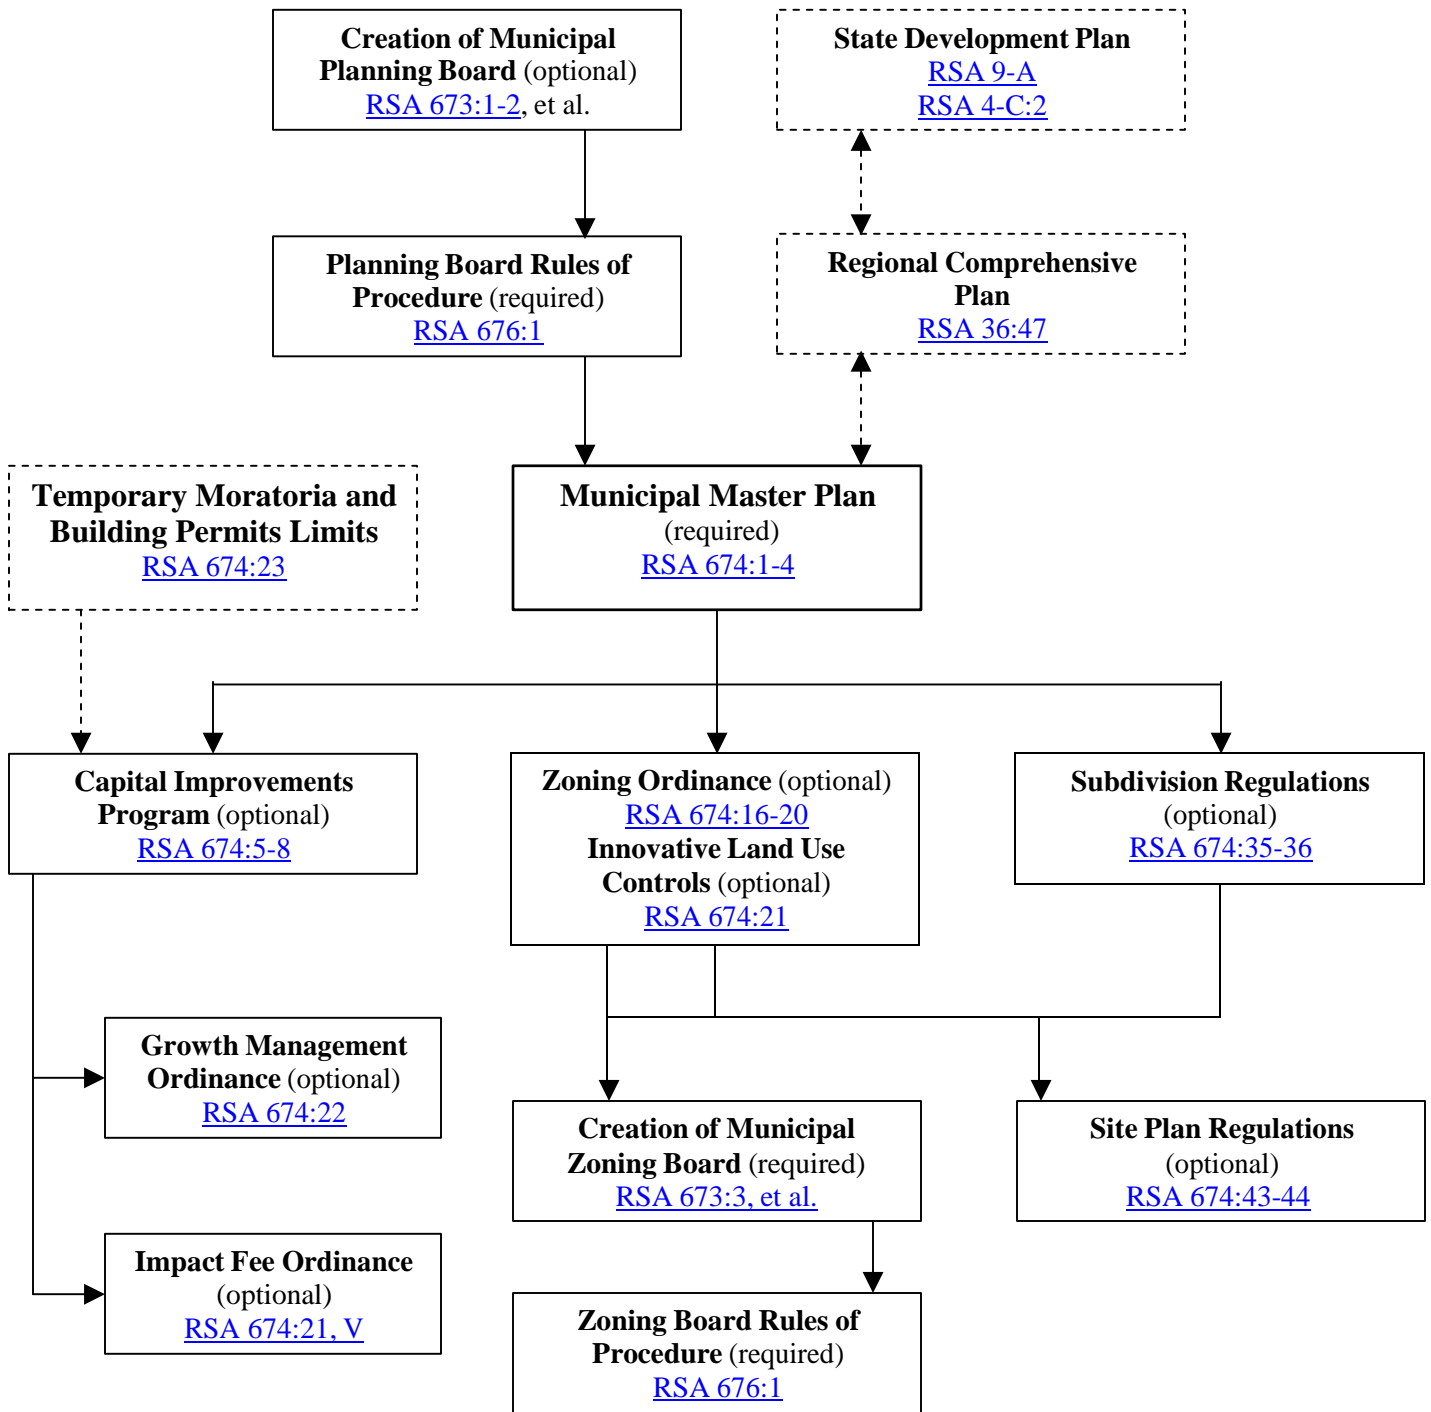 Creation of Municipal
Planning Board (optional)
RSA 673:1-2, et al.
State Development Plan
RSA 9-A
RSA 4-C:2
Planning Board Rules of
Procedure (required)
RSA 676:1
Regional Comprehensive
Plan
RSA 36:47
Temporary Moratoria and
Building Permits Limits
RSA 674:23
Municipal Master Plan
(required)
RSA 674:1-4
Capital Improvements
Program (optional)
RSA 674:5-8
Zoning Ordinance (optional)
RSA 674:16-20
Innovative Land Use
Controls (optional)
RSA 674:21
Subdivision Regulations
(optional)
RSA 674:35-36
Growth Management
Ordinance (optional)
RSA 674:22
Creation of Municipal
Zoning Board (required)
RSA 673:3, et al.
Site Plan Regulations
(optional)
RSA 674:43-44
Impact Fee Ordinance
(optional)
RSA 674:21, V
Zoning Board Rules of
Procedure (required)
RSA 676:1